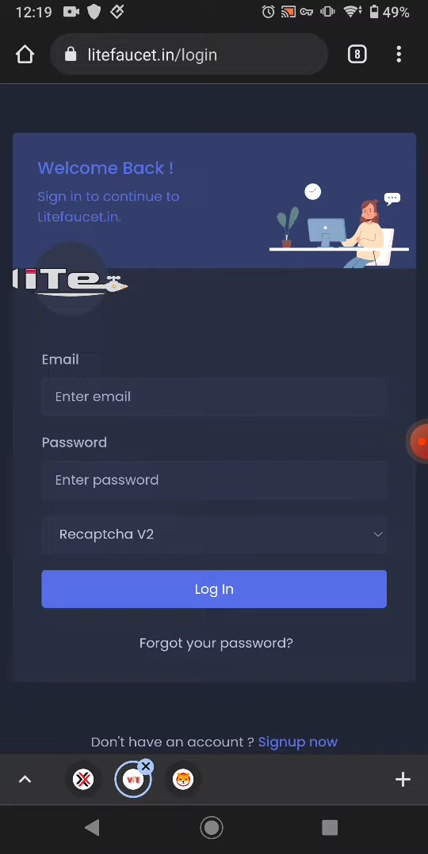 12:19
49%
litefaucet.in/login
8
Welcome Back !
Sign in to continue to
Litefaucet.in.
liTe
Email
Enter email
Password
Enter password
Recaptcha V2
Log In
Forgot your password?
Don't have an account ? Signup now